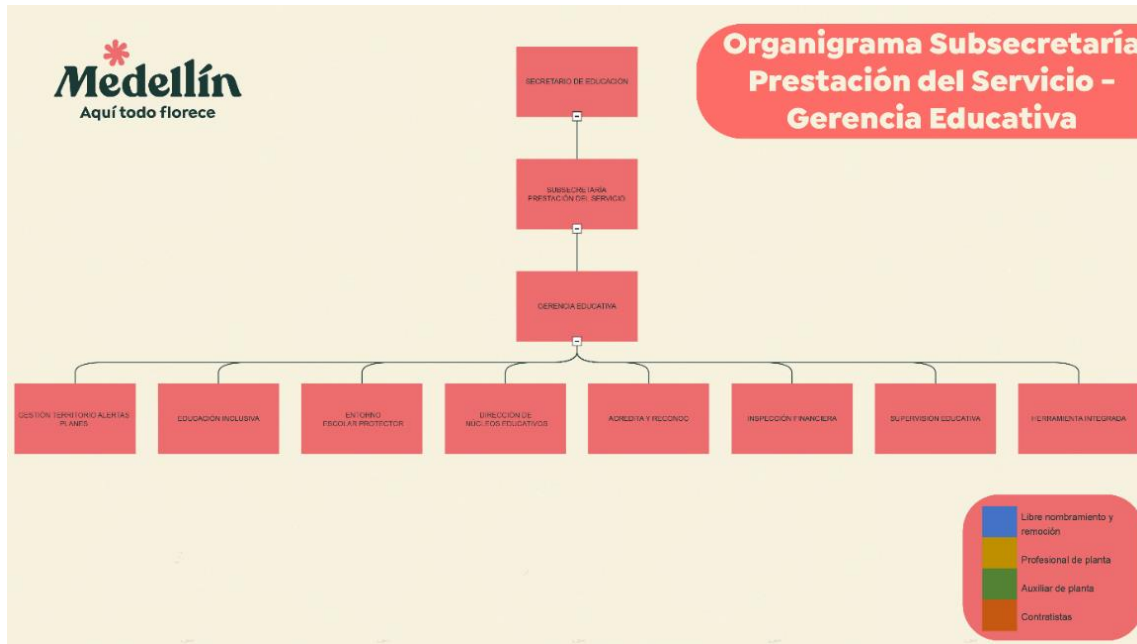 Medellín
Aquí todo florece
Organigrama Subsecretaría
Prestación del Servicio -
Gerencia Educativa
SECRETARIO DE EDUCACIÓN
SUBSECRETARÍA
PRESTACIÓN DEL SERVICIO
GERENCIA EDUCATIVA
GESTIÓN TERRITORIO ALERTAS
PLANES
EDUCACIÓN INCLUSIVA
ENTORNO
ESCOLAR PROTECTOR
DIRECCIÓN DE
NÚCLEOS EDUCATIVOS
ACREDITA Y RECONOC
INSPECCIÓN FINANCIERA
SUPERVISIÓN EDUCATIVA
HERRAMIENTA INTEGRADA
Libre nombramiento y
remoción
Profesional de planta
Auxiliar de planta
Contratistas